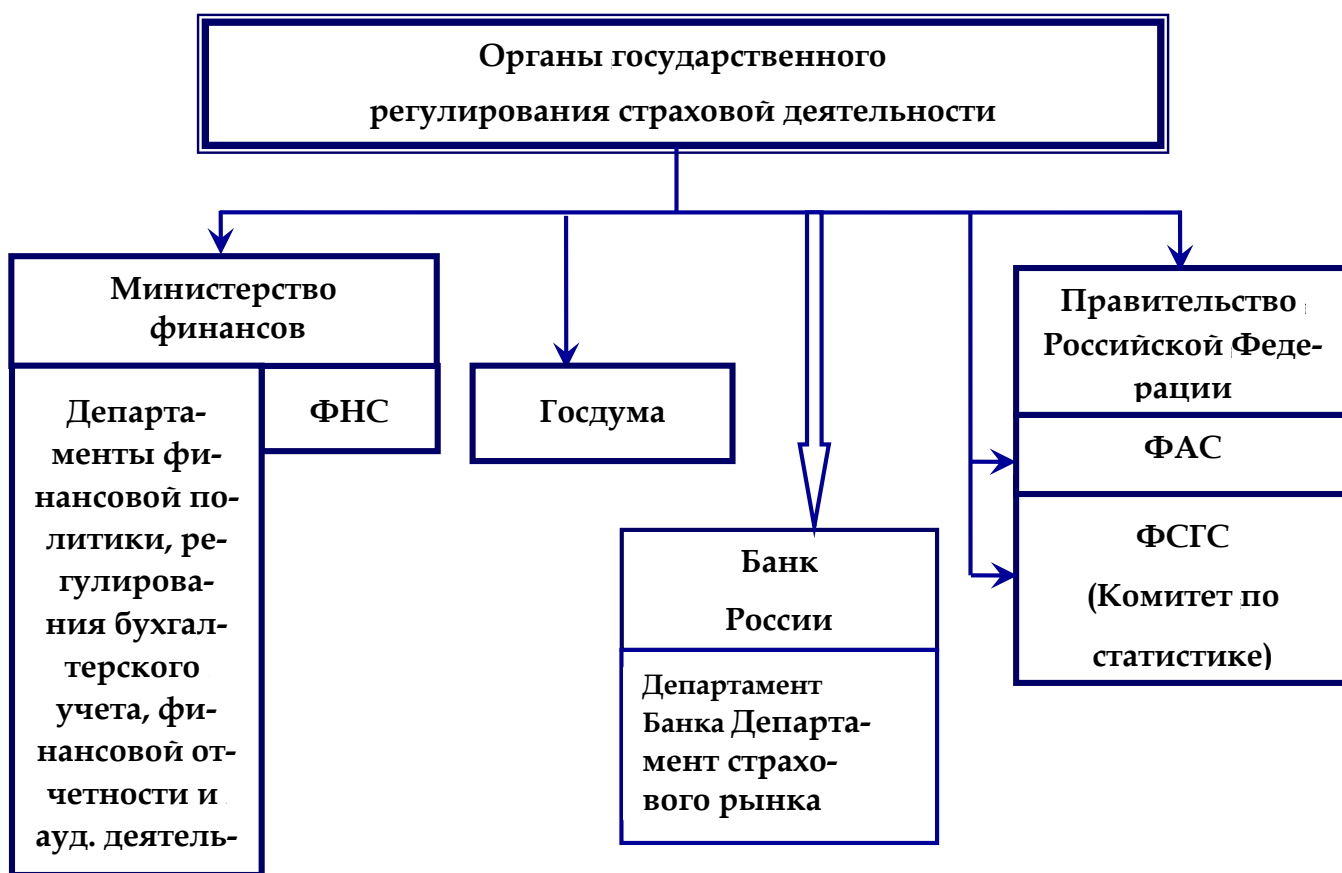 Органы государственного
регулирования страховой деятельности
Министерство
финансов
Департа-
менты фи-
нансовой по-
литики, ре-
гулирова-
ния бухгал-
терского
учета, фи-
нансовой от-
четности и
ауд. деятель-
ФНС
Госдума
Банк
России
Департамент
Банка Департа-
мент страхо-
вого рынка
Правительство
Российской Феде-
рации
ФАС
ФСГС
(Комитет по
статистике)